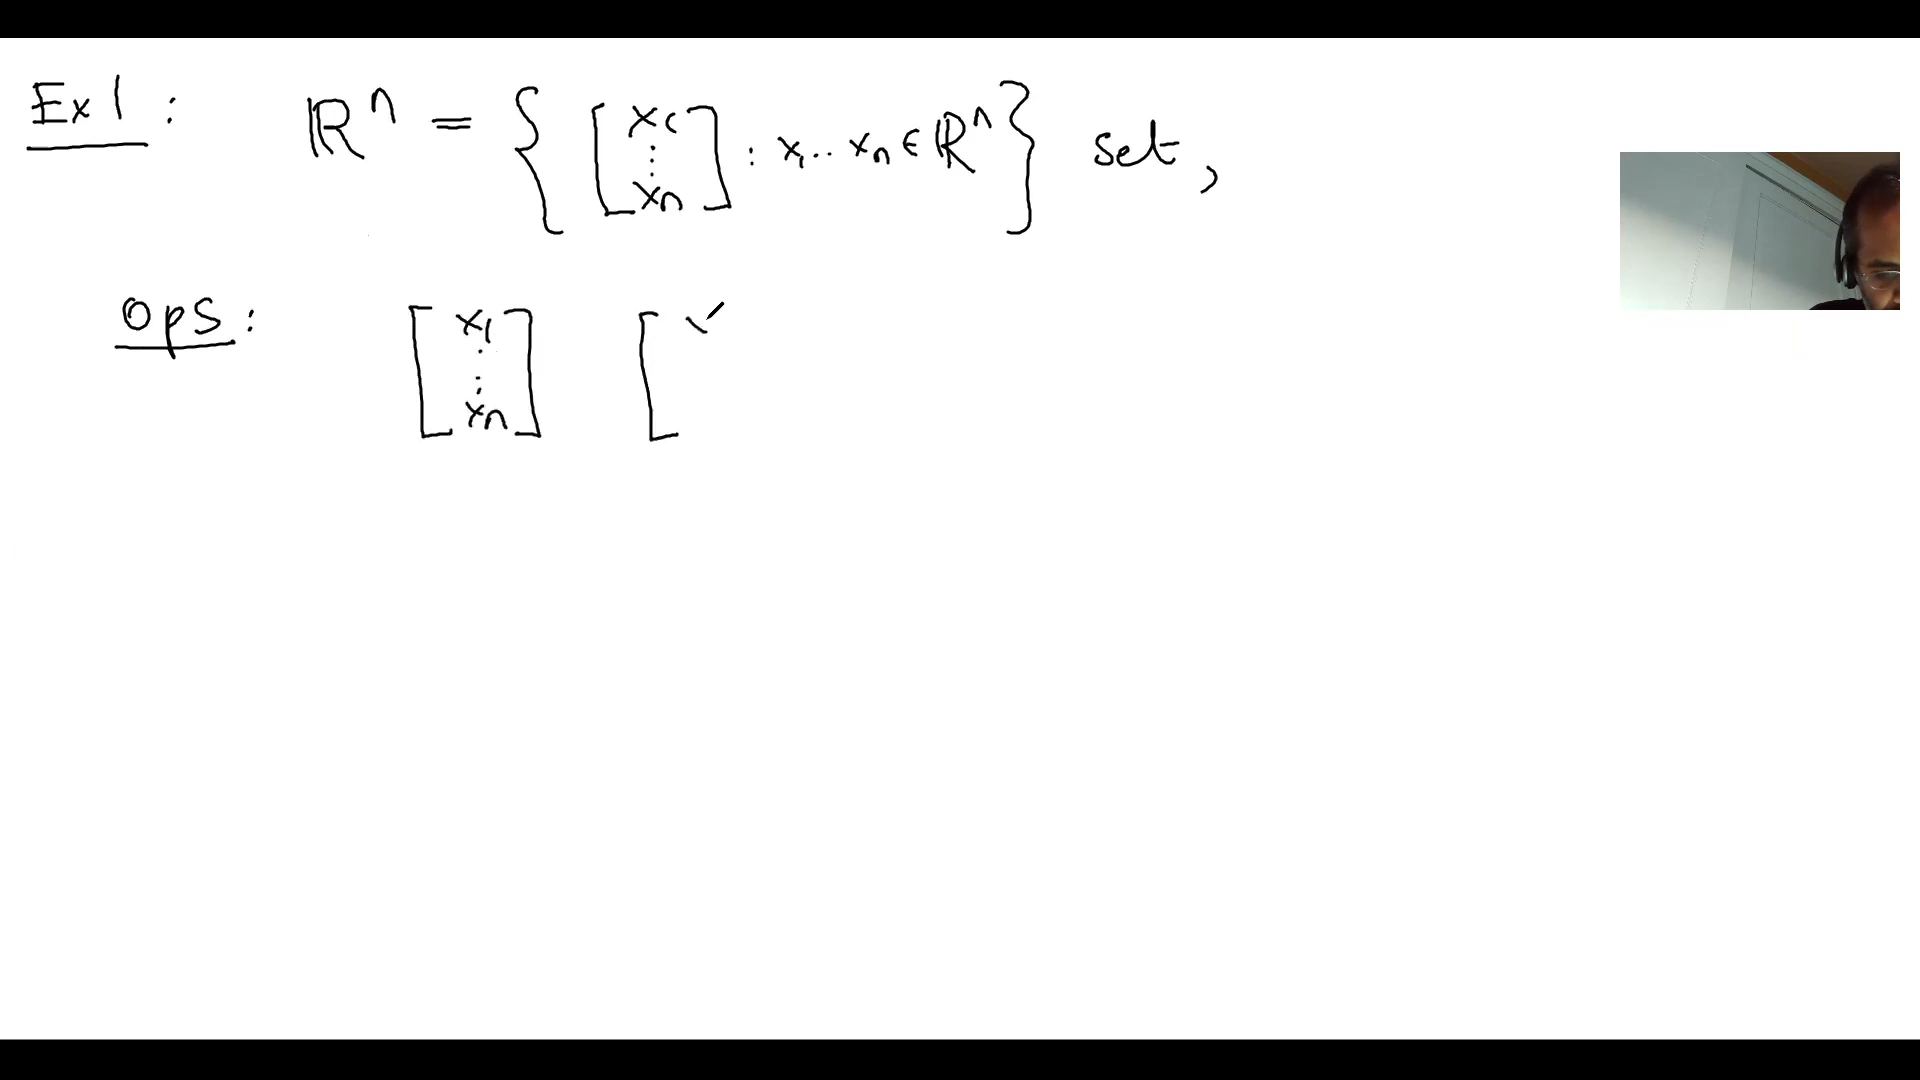 Ex 1 : ℝⁿ = { [ x₁ ⋮ xₙ ] : x₁ .. xₙ ∈ ℝⁿ } set ,
Ops : [ x₁ ⋮ xₙ ] [